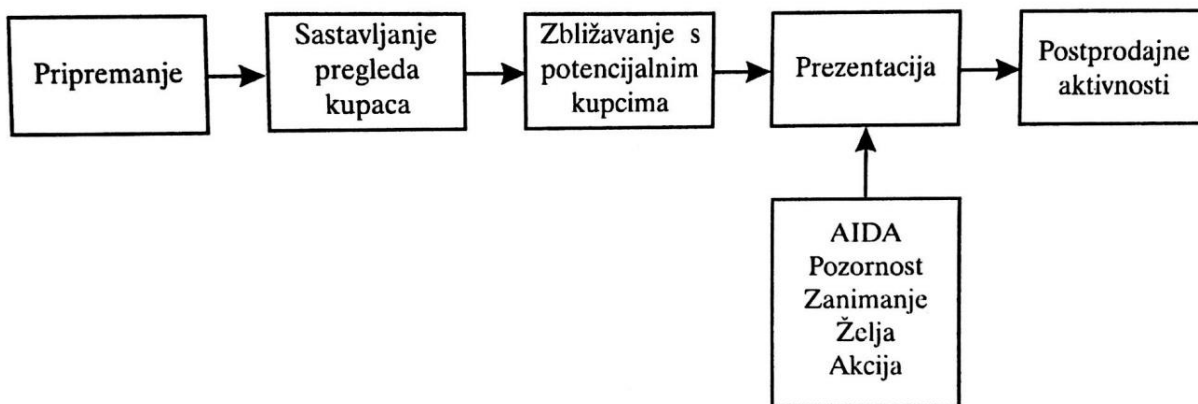 Pripremanje
Sastavljanje
pregleda
kupaca
Zbližavanje s
potencijalnim
kupcima
Prezentacija
Postprodajne
aktivnosti
AIDA
Pozornost
Zanimanje
Želja
Akcija